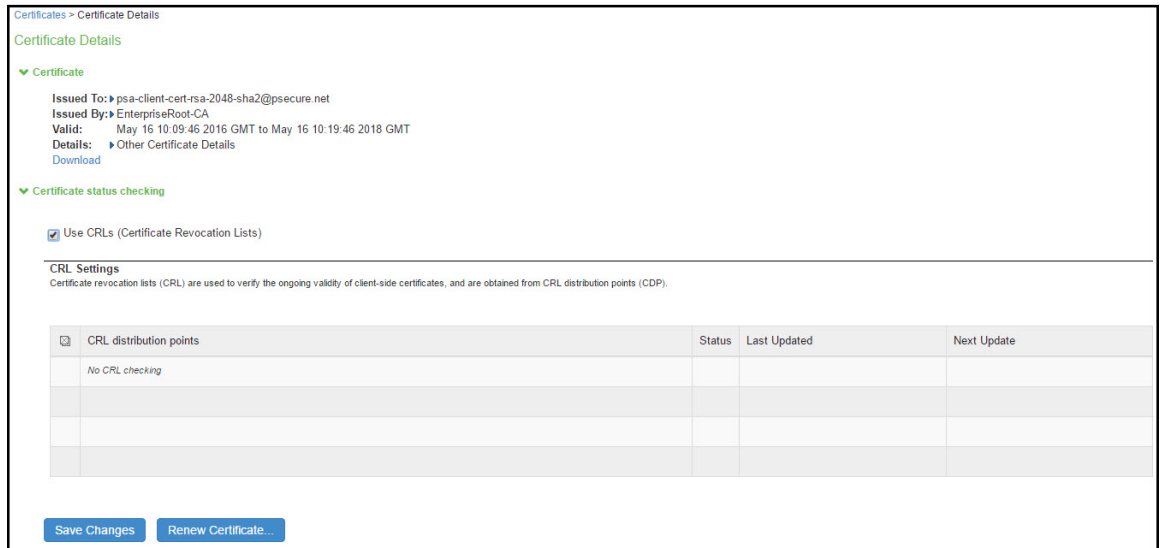 Certificates > Certificate Details
Certificate Details
Certificate
Issued To: psa-client-cert-rsa-2048-sha2@psecure.net
Issued By: EnterpriseRoot-CA
Valid: May 16 10:09:46 2016 GMT to May 16 10:19:46 2018 GMT
Details: Other Certificate Details
Download
Certificate status checking
Use CRLs (Certificate Revocation Lists)
CRL Settings
Certificate revocation lists (CRL) are used to verify the ongoing validity of client-side certificates, and are obtained from CRL distribution points (CDP).
CRL distribution points Status Last Updated Next Update
No CRL checking
Save Changes Renew Certificate...